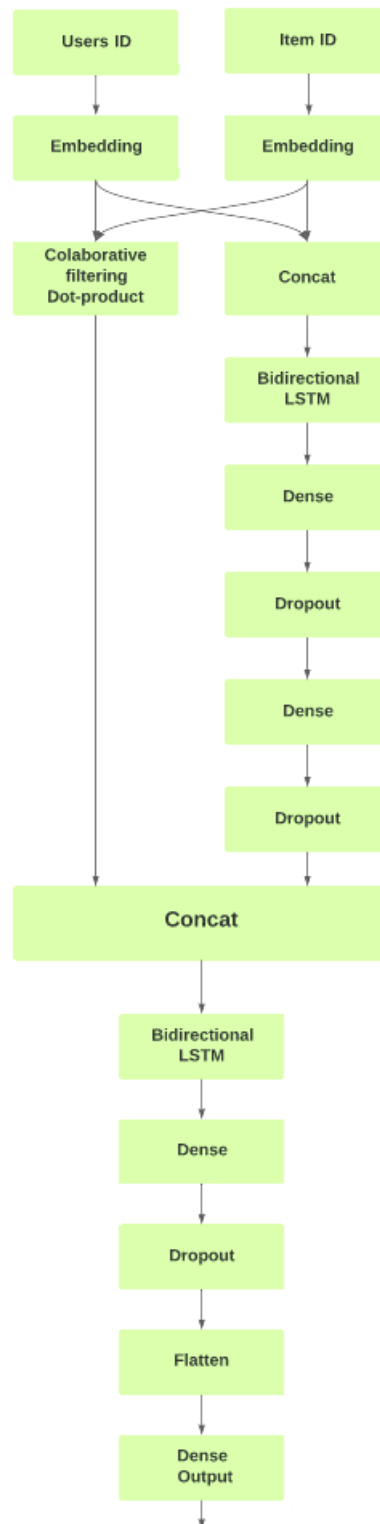 Users ID
Item ID
Embedding
Embedding
Colaborative
filtering
Dot-product
Concat
Bidirectional
LSTM
Dense
Dropout
Dense
Dropout
Concat
Bidirectional
LSTM
Dense
Dropout
Flatten
Dense
Output